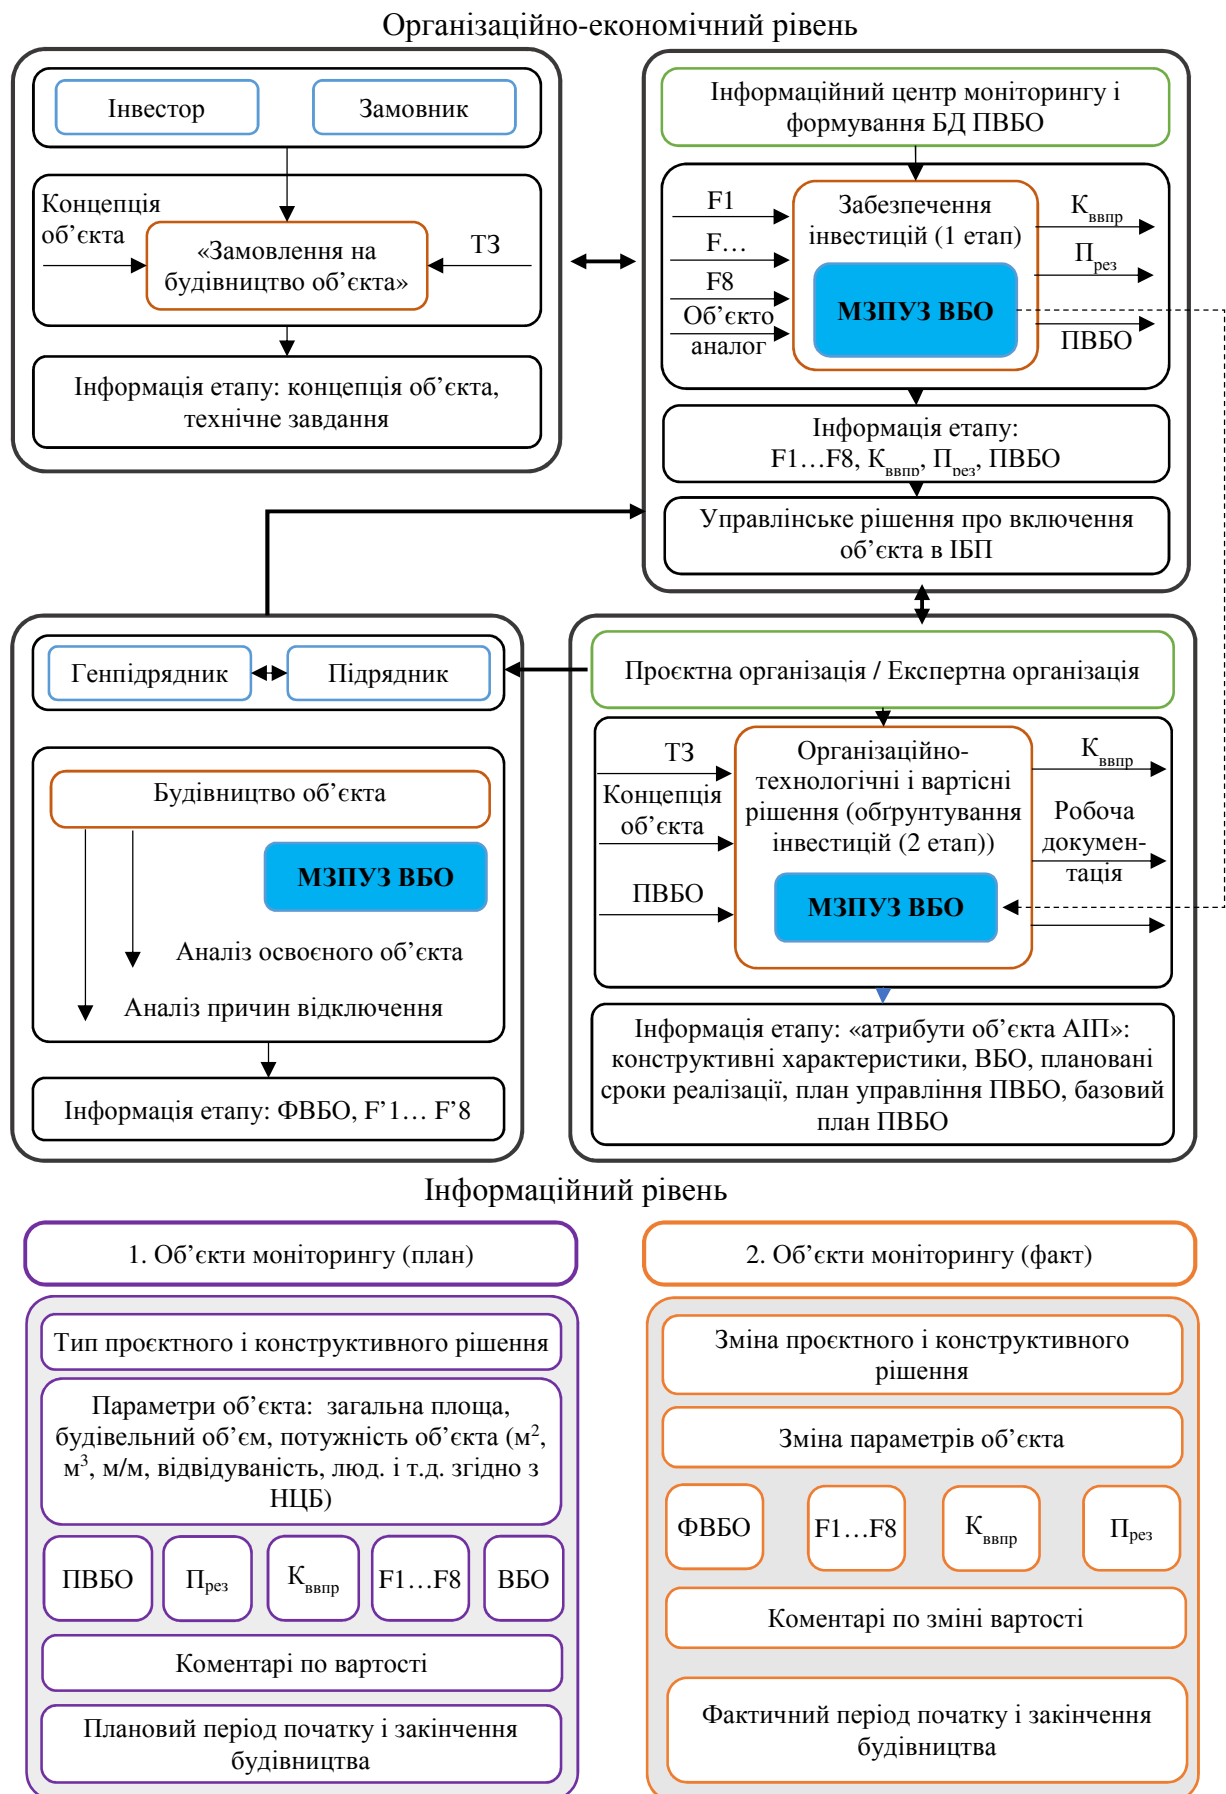 Організаційно-економічний рівень
Інвестор
Замовник
Концепція
об’єкта
«Замовлення на
будівництво об’єкта»
ТЗ
Інформація етапу: концепція об’єкта,
технічне завдання
Інформаційний центр моніторингу і
формування БД ПВБО
F1
F…
F8
Об’єкто
аналог
Забезпечення
інвестицій (1 етап)
МЗПУЗ ВБО
Кввпр
През
ПВБО
Інформація етапу:
F1…F8, Кввпр, През, ПВБО
Управлінське рішення про включення
об’єкта в ІБП
Генпідрядник
Підрядник
Будівництво об’єкта
МЗПУЗ ВБО
Аналіз освоєного об’єкта
Аналіз причин відключення
Інформація етапу: ФВБО, F’1… F’8
Проєктна організація / Експертна організація
ТЗ
Концепція
об’єкта
ПВБО
Організаційно-
технологічні і вартісні
рішення (обґрунтування
інвестицій (2 етап))
МЗПУЗ ВБО
Кввпр
Робоча
докумен-
тація
Інформація етапу: «атрибути об’єкта АІП»:
конструктивні характеристики, ВБО, плановані
сроки реалізації, план управління ПВБО, базовий
план ПВБО
Інформаційний рівень
1. Об’єкти моніторингу (план)
Тип проєктного і конструктивного рішення
Параметри об’єкта: загальна площа,
будівельний об’єм, потужність об’єкта (м²,
м³, м/м, відвідуваність, люд. і т.д. згідно з
НЦБ)
ПВБО
През
Кввпр
F1…F8
ВБО
Коментарі по вартості
Плановий період початку і закінчення
будівництва
2. Об’єкти моніторингу (факт)
Зміна проєктного і конструктивного
рішення
Зміна параметрів об’єкта
ФВБО
F1…F8
Кввпр
През
Коментарі по зміні вартості
Фактичний період початку і закінчення
будівництва